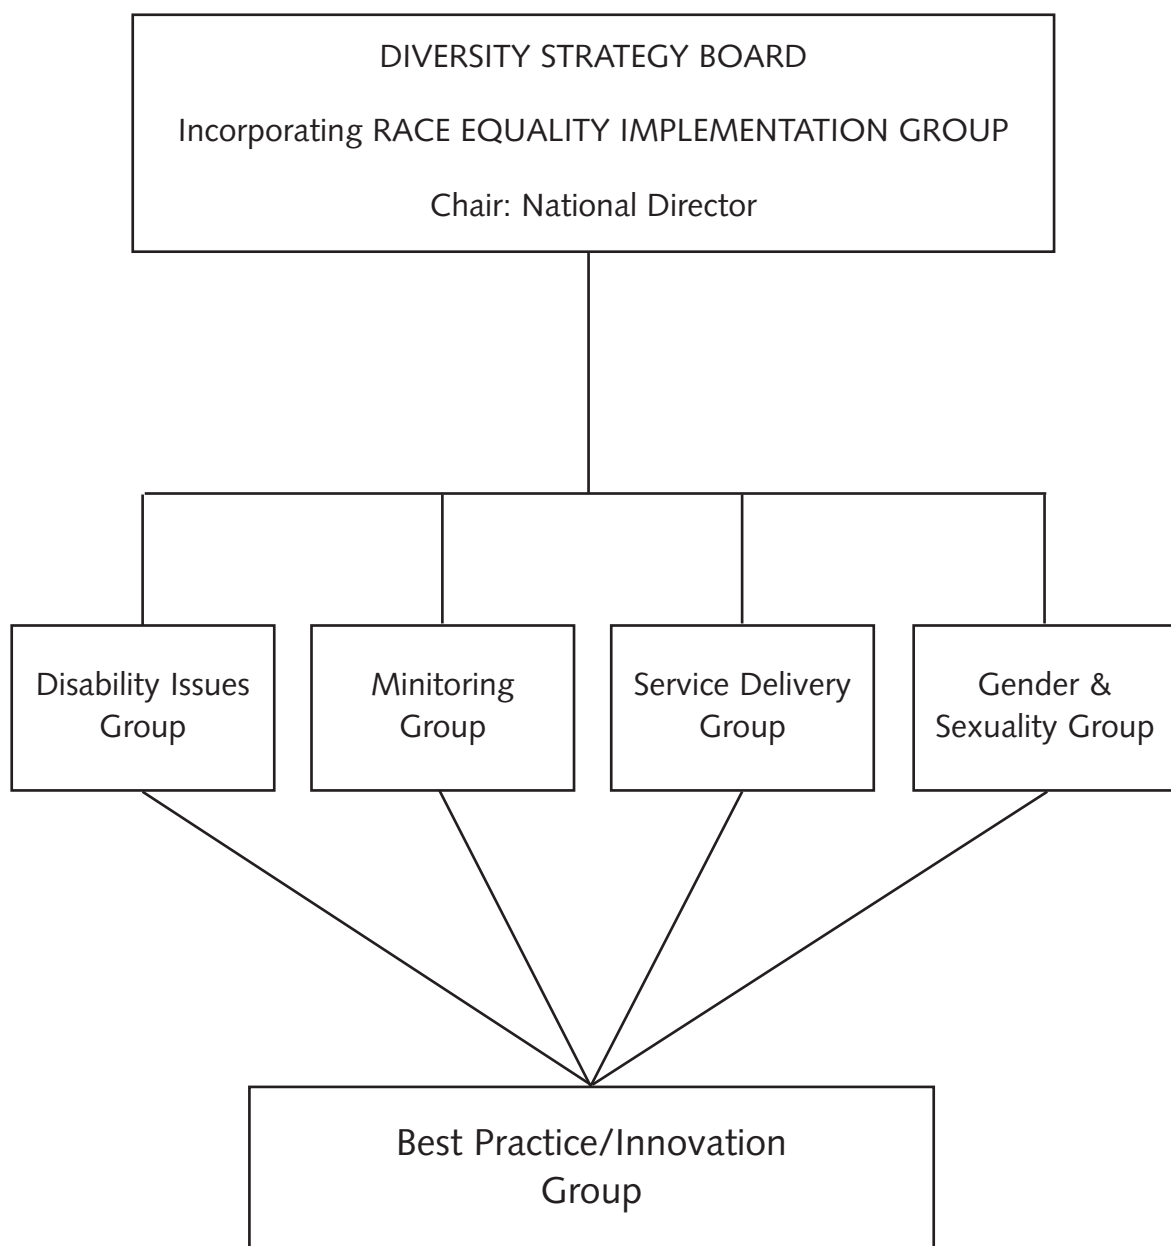 DIVERSITY STRATEGY BOARD
Incorporating RACE EQUALITY IMPLEMENTATION GROUP
Chair: National Director
Disability Issues
Group
Minitoring
Group
Service Delivery
Group
Gender &
Sexuality Group
Best Practice/Innovation
Group